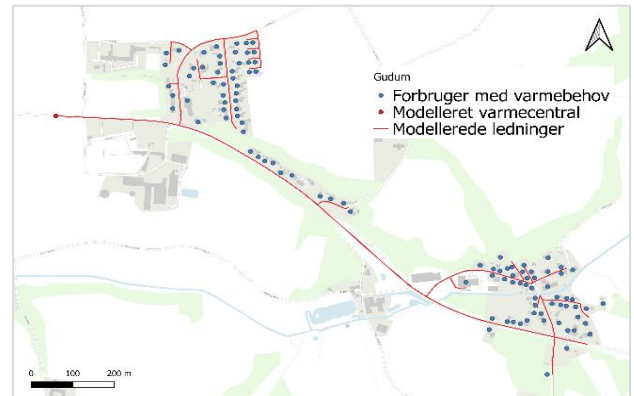 Gudum
Forbruger med varmebehov
Modelleret varmecentral
Modellerede ledninger
0 100 200 m